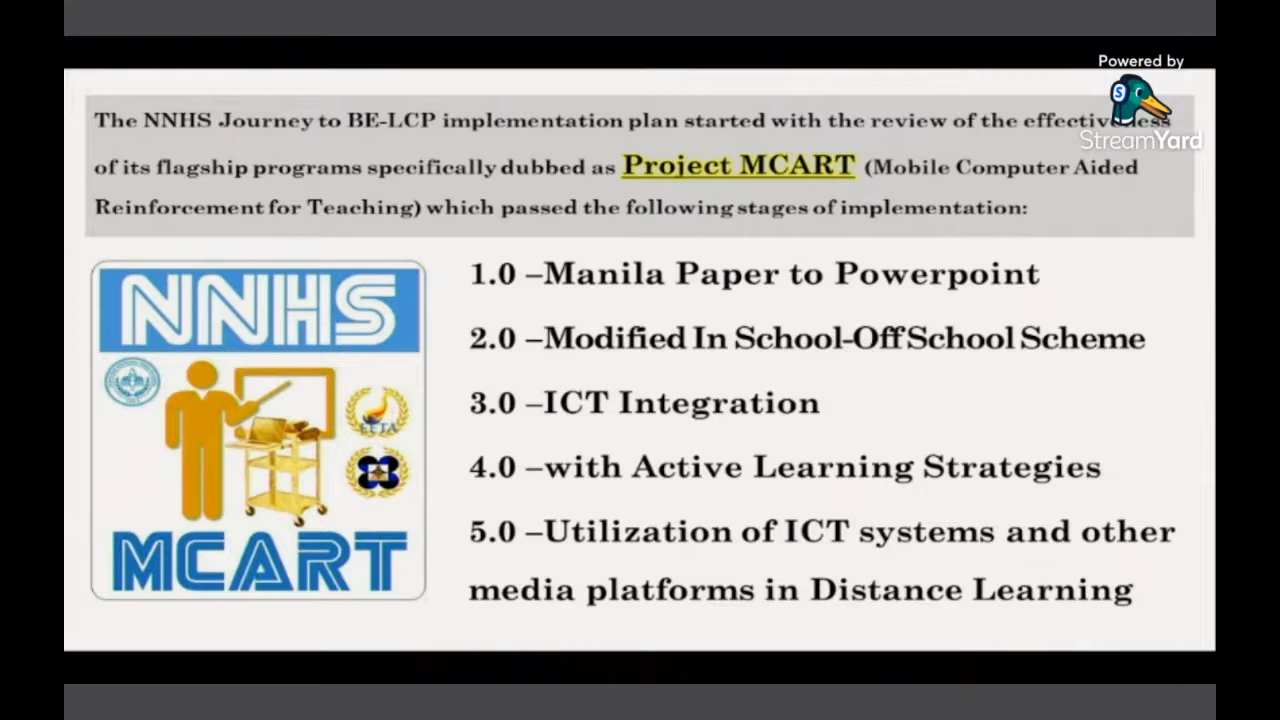 Powered by
StreamYard
The NNHS Journey to BE-LCP implementation plan started with the review of the effectiveness
of its flagship programs specifically dubbed as Project MCART (Mobile Computer Aided
Reinforcement for Teaching) which passed the following stages of implementation:
NNHS
MCART
1.0 –Manila Paper to Powerpoint
2.0 –Modified In School-Off School Scheme
3.0 –ICT Integration
4.0 –with Active Learning Strategies
5.0 –Utilization of ICT systems and other
media platforms in Distance Learning